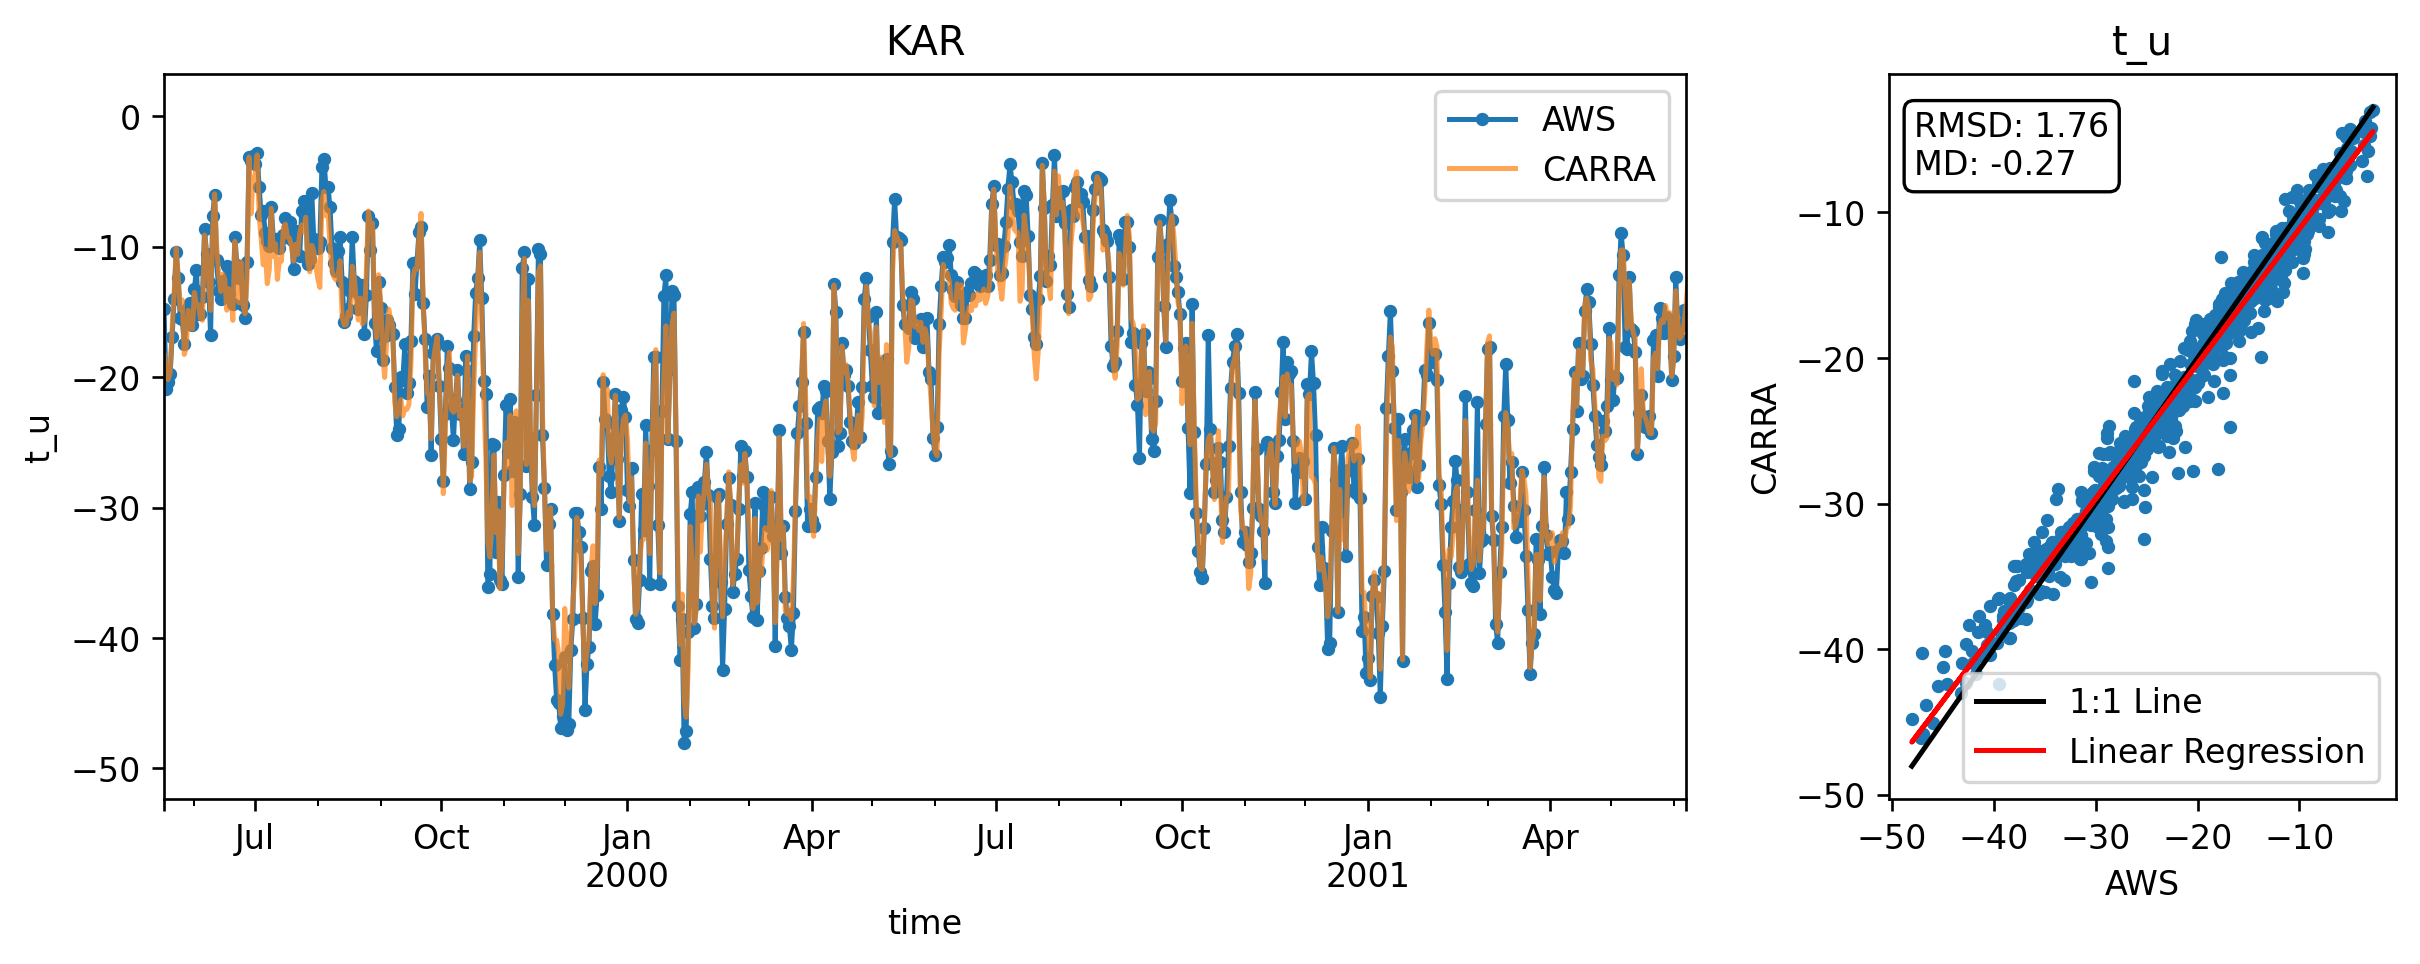 KAR
t_u
0
−10
−20
−30
−40
−50
AWS
CARRA
Jul
Oct
Jan
2000
Apr
Jul
Oct
Jan
2001
Apr
time
t_u
RMSD: 1.76
MD: -0.27
CARRA
−10
−20
−30
−40
−50
1:1 Line
Linear Regression
−50
−40
−30
−20
−10
AWS